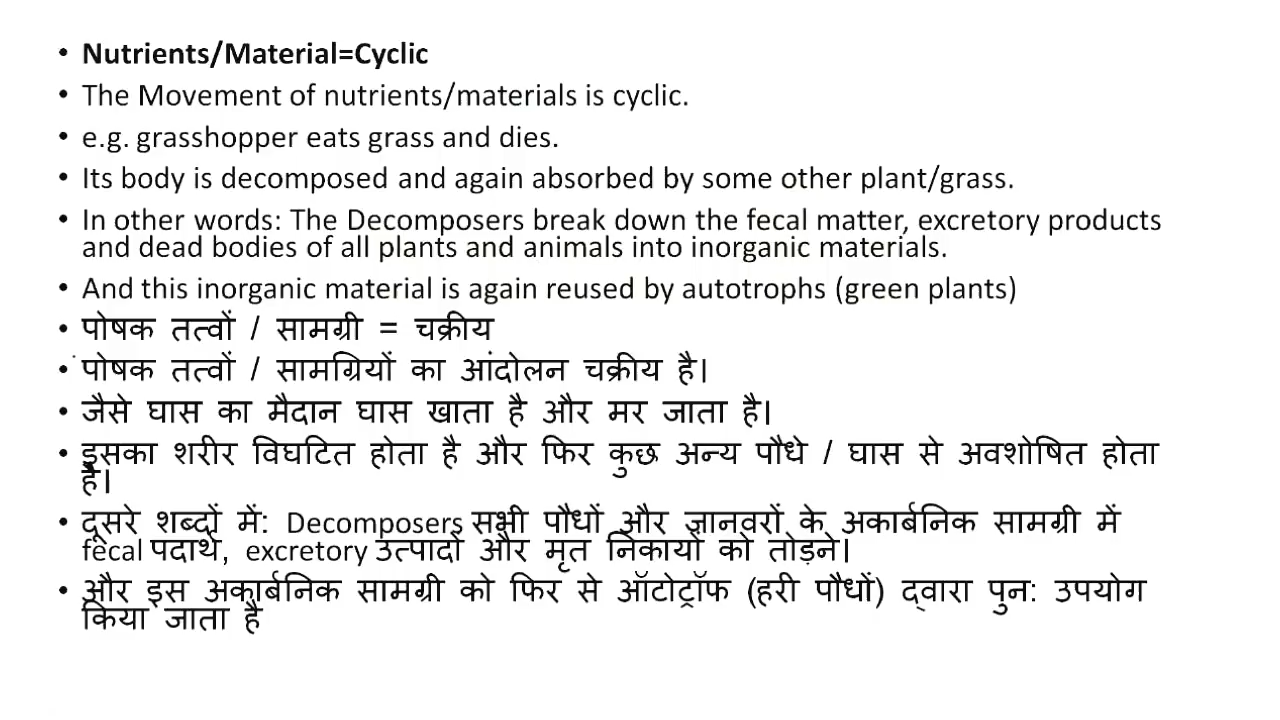 • Nutrients/Material=Cyclic
• The Movement of nutrients/materials is cyclic.
• e.g. grasshopper eats grass and dies.
• Its body is decomposed and again absorbed by some other plant/grass.
• In other words: The Decomposers break down the fecal matter, excretory products
and dead bodies of all plants and animals into inorganic materials.
• And this inorganic material is again reused by autotrophs (green plants)
• पोषक तत्वों / सामग्री = चक्रीय
• पोषक तत्वों / सामग्रियों का आंदोलन चक्रीय है।
• जैसे घास का मैदान घास खाता है और मर जाता है।
• इसका शरीर विघटित होता है और फिर कुछ अन्य पौधे / घास से अवशोषित होता
है।
• दूसरे शब्दों में: Decomposers सभी पौधों और जानवरों के अकार्बनिक सामग्री में
fecal पदार्थ, excretory उत्पादों और मृत निकायों को तोड़ने।
• और इस अकार्बनिक सामग्री को फिर से ऑटोट्रॉफ (हरी पौधों) द्वारा पुन: उपयोग
किया जाता है